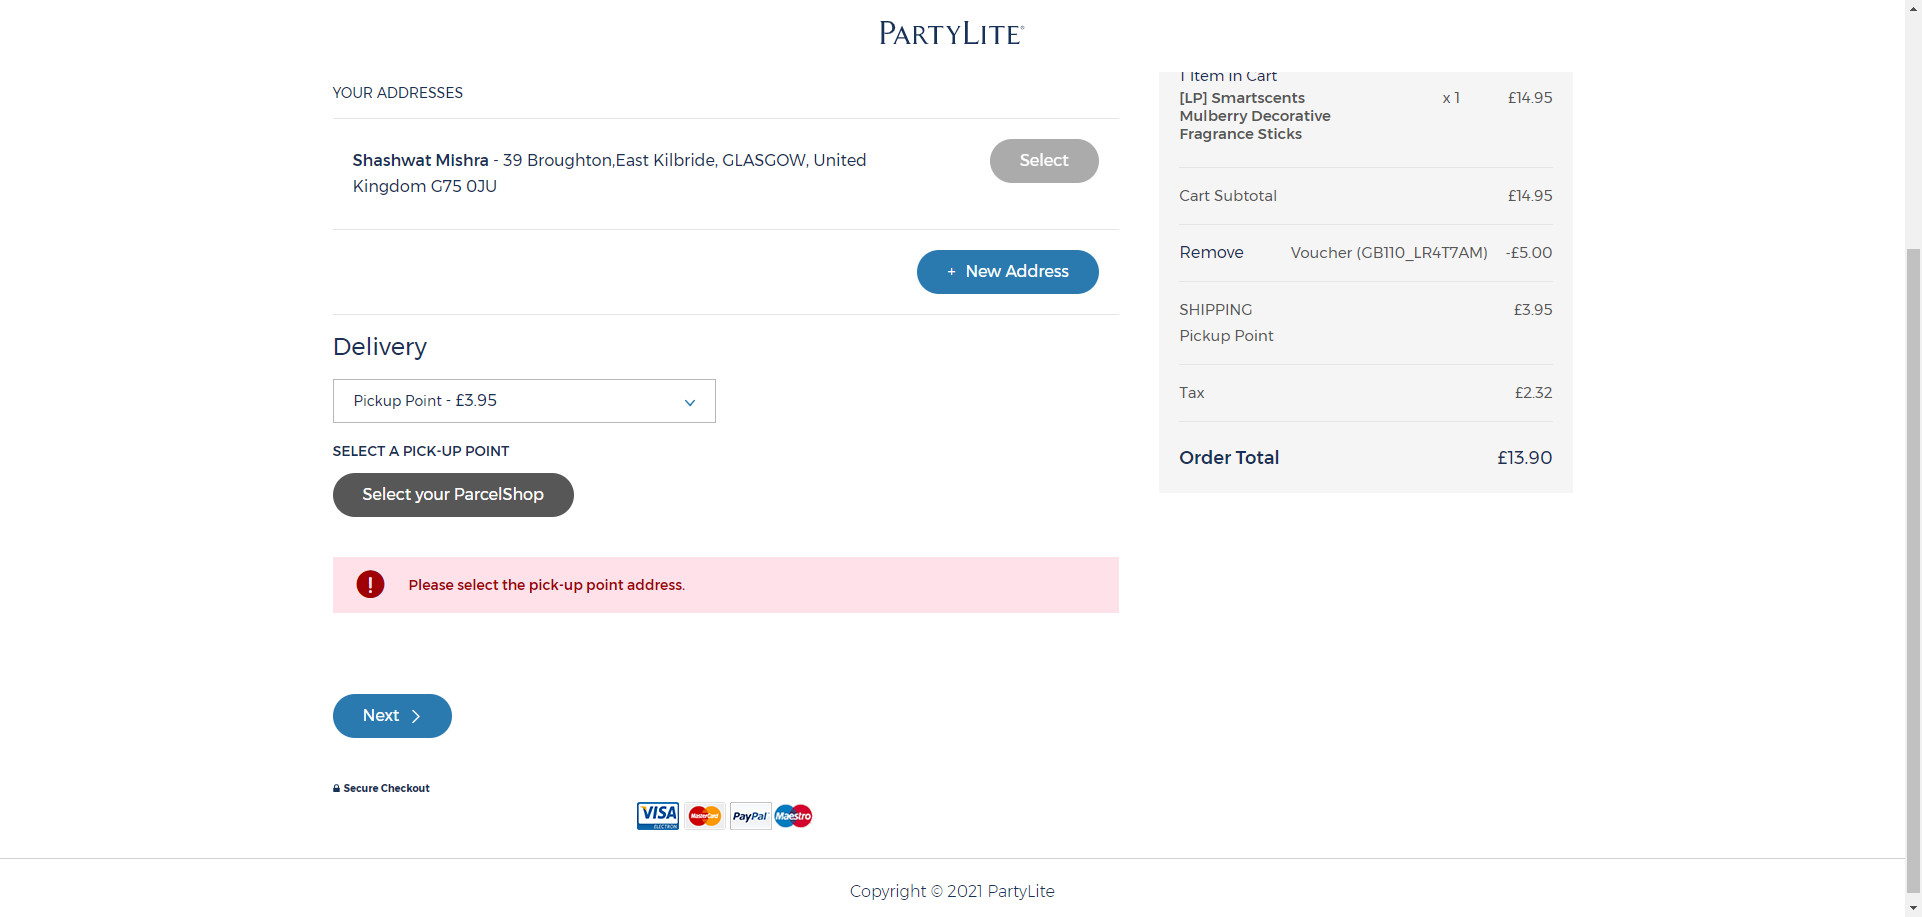 PARTYLITE®
YOUR ADDRESSES
Shashwat Mishra - 39 Broughton,East Kilbride, GLASGOW, United
Kingdom G75 0JU
Select
+ New Address
Delivery
Pickup Point - £3.95
SELECT A PICK-UP POINT
Select your ParcelShop
! Please select the pick-up point address.
Next
Secure Checkout
VISA
ELECTRON
MasterCard
PayPal
Maestro
1 Item in Cart
[LP] Smartscents x 1 £14.95
Mulberry Decorative
Fragrance Sticks
Cart Subtotal £14.95
Remove Voucher (GB110_LR4T7AM) -£5.00
SHIPPING £3.95
Pickup Point
Tax £2.32
Order Total £13.90
Copyright © 2021 PartyLite